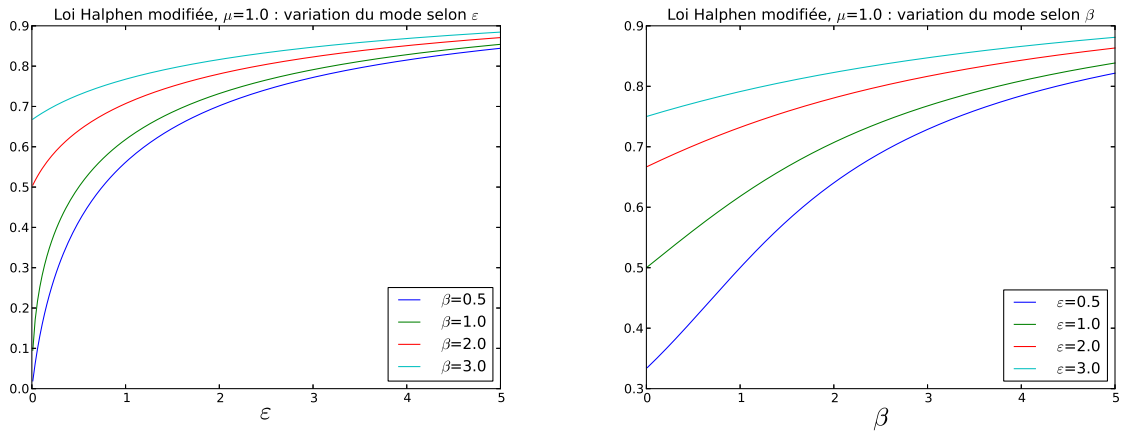 Loi Halphen modifiée, μ=1.0 : variation du mode selon ε
0.9
0.8
0.7
0.6
0.5
0.4
0.3
0.2
0.1
0.0
β=0.5
β=1.0
β=2.0
β=3.0
0 1 2 3 4 5
ε
Loi Halphen modifiée, μ=1.0 : variation du mode selon β
0.9
0.8
0.7
0.6
0.5
0.4
0.3
ε=0.5
ε=1.0
ε=2.0
ε=3.0
0 1 2 3 4 5
β